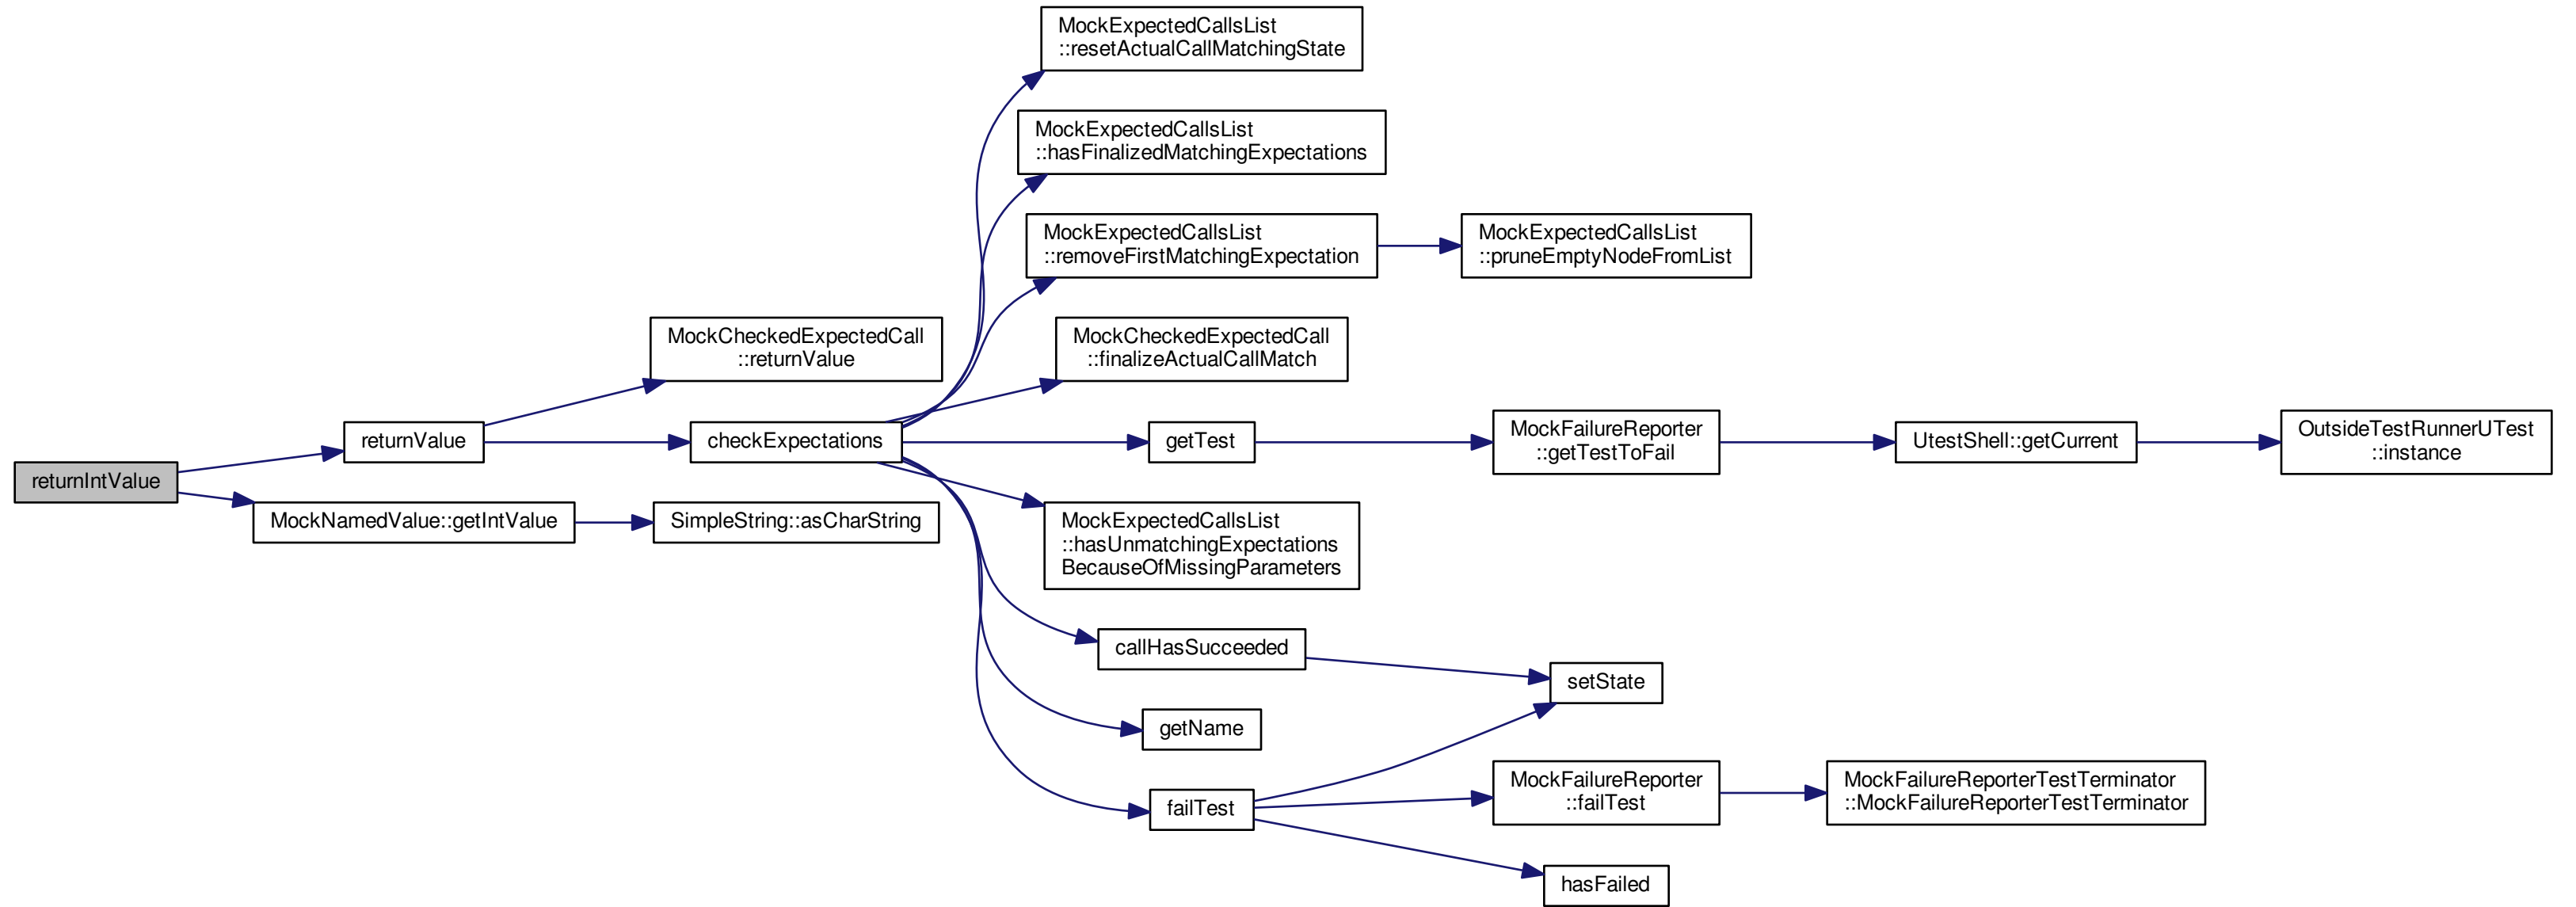 MockExpectedCallsList
::resetActualCallMatchingState
MockExpectedCallsList
::hasFinalizedMatchingExpectations
MockExpectedCallsList
::removeFirstMatchingExpectation
MockExpectedCallsList
::pruneEmptyNodeFromList
MockCheckedExpectedCall
::returnValue
MockCheckedExpectedCall
::finalizeActualCallMatch
returnIntValue
returnValue
checkExpectations
getTest
MockFailureReporter
::getTestToFail
UtestShell::getCurrent
OutsideTestRunnerUTest
::instance
MockNamedValue::getIntValue
SimpleString::asCharString
MockExpectedCallsList
::hasUnmatchingExpectations
BecauseOfMissingParameters
callHasSucceeded
setState
getName
failTest
MockFailureReporter
::failTest
MockFailureReporterTestTerminator
::MockFailureReporterTestTerminator
hasFailed